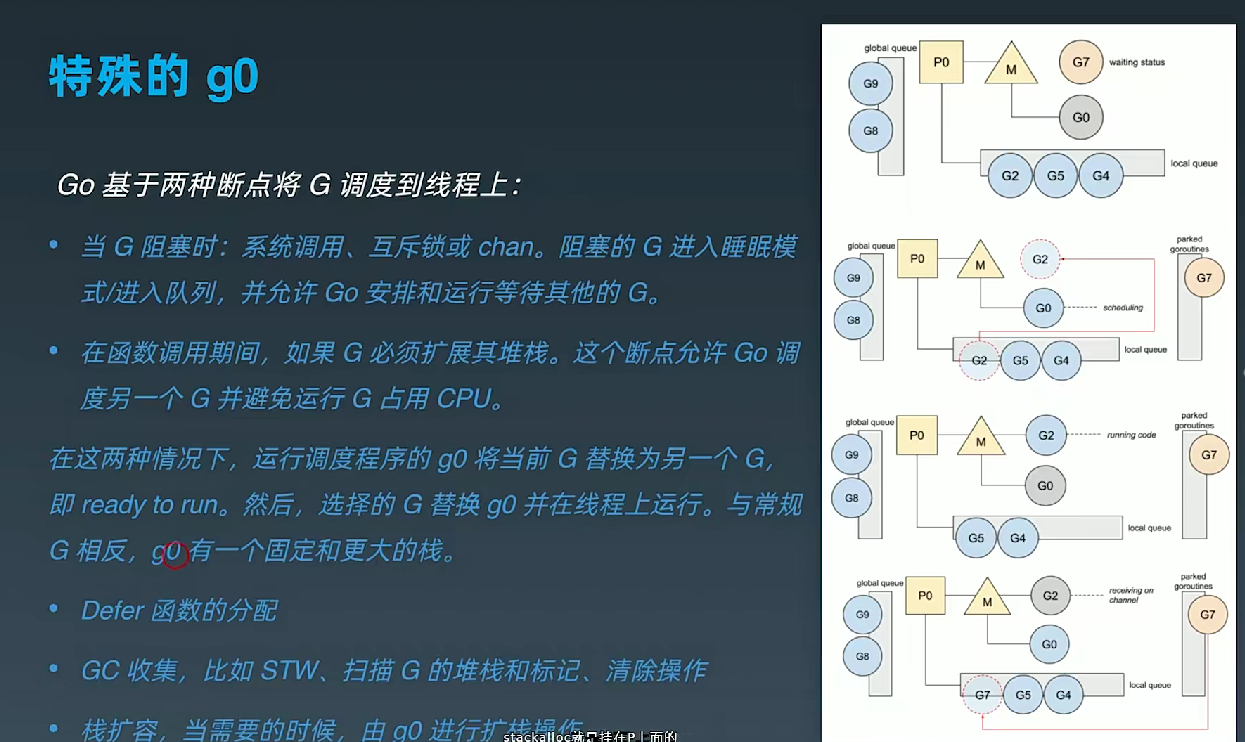 特殊的 g0
Go 基于两种断点将 G 调度到线程上：
• 当 G 阻塞时：系统调用、互斥锁或 chan。阻塞的 G 进入睡眠模
式/进入队列，并允许 Go 安排和运行等待其他的 G。
• 在函数调用期间，如果 G 必须扩展其堆栈。这个断点允许 Go 调
度另一个 G 并避免运行 G 占用 CPU。
在这两种情况下，运行调度程序的 g0 将当前 G 替换为另一个 G，
即 ready to run。然后，选择的 G 替换 g0 并在线程上运行。与常规
G 相反，g0 有一个固定和更大的栈。
• Defer 函数的分配
• GC 收集，比如 STW、扫描 G 的堆栈和标记、清除操作
• 栈扩容，当需要的时候，由 g0 进行扩栈操作
stackalloc就是挂在P上面的
global queue
P0
M
G7
waiting status
G9
G8
G0
local queue
G2
G5
G4
global queue
P0
M
G2
parked
goroutines
G9
G7
G8
G0
scheduling
local queue
G2
G5
G4
global queue
P0
M
G2
running code
parked
goroutines
G9
G7
G8
G0
local queue
G5
G4
global queue
P0
M
G2
receiving on
channel
parked
goroutines
G9
G7
G8
G0
local queue
G7
G5
G4